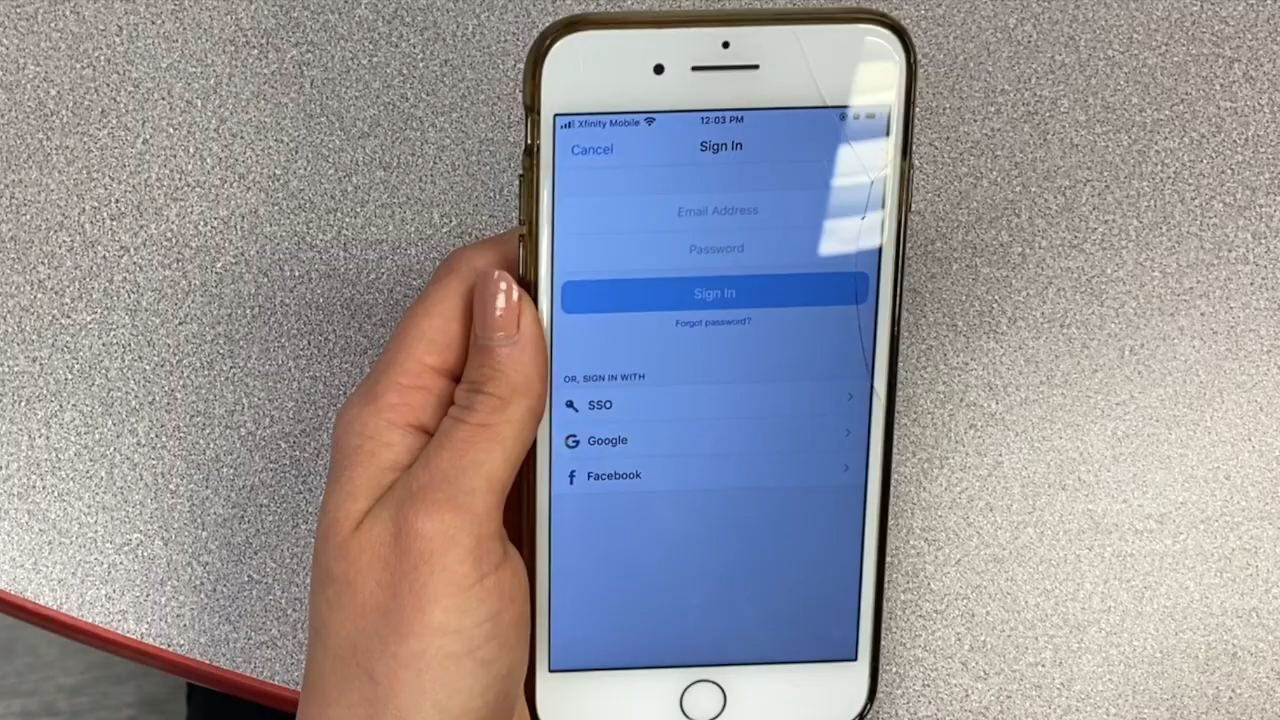 Xfinity Mobile 12:03 PM
Cancel Sign In
Email Address
Password
Sign In
Forgot password?
OR, SIGN IN WITH
SSO
Google
Facebook